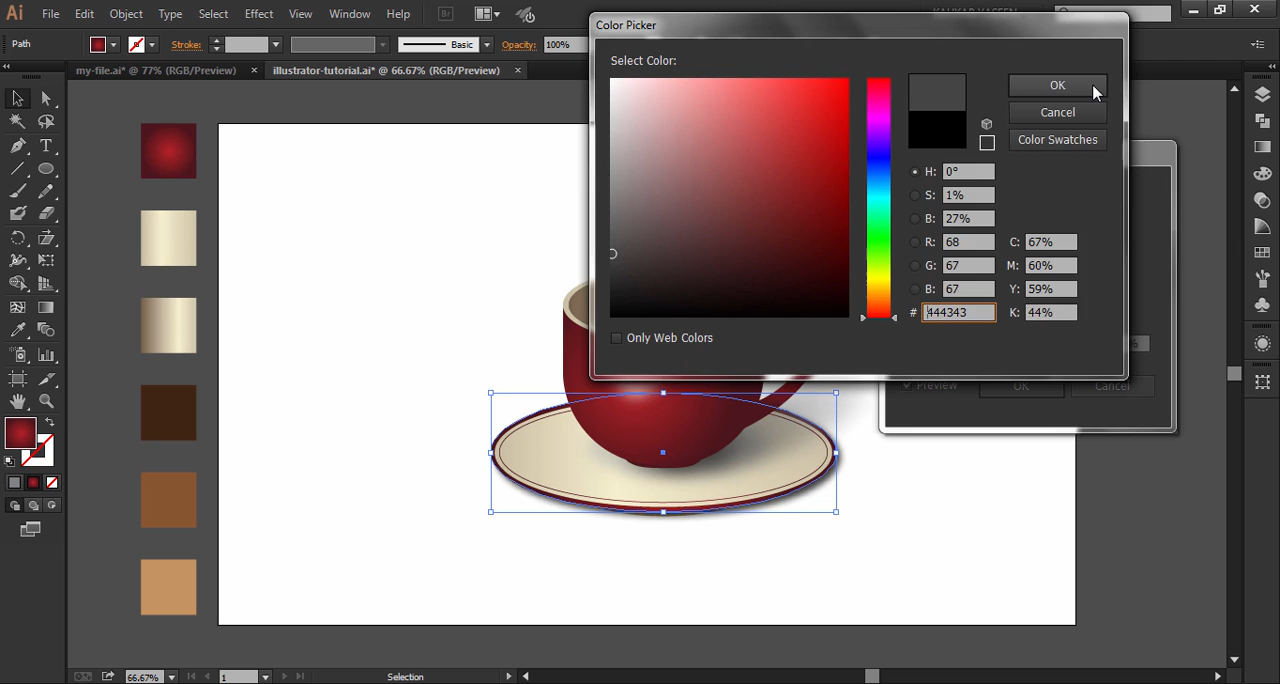 Ai File Edit Object Type Select Effect View Window Help Br
Color Picker
Path Stroke: Basic Opacity: 100%
my-file.ai* @ 77% (RGB/Preview) × illustrator-tutorial.ai* @ 66.67% (RGB/Preview) ×
Select Color:
OK
Cancel
Color Swatches
H: 0°
S: 1%
B: 27%
R: 68 C: 67%
G: 67 M: 60%
B: 67 Y: 59%
# 444343 K: 44%
Only Web Colors
%
Preview OK Cancel
66.67% 1 Selection